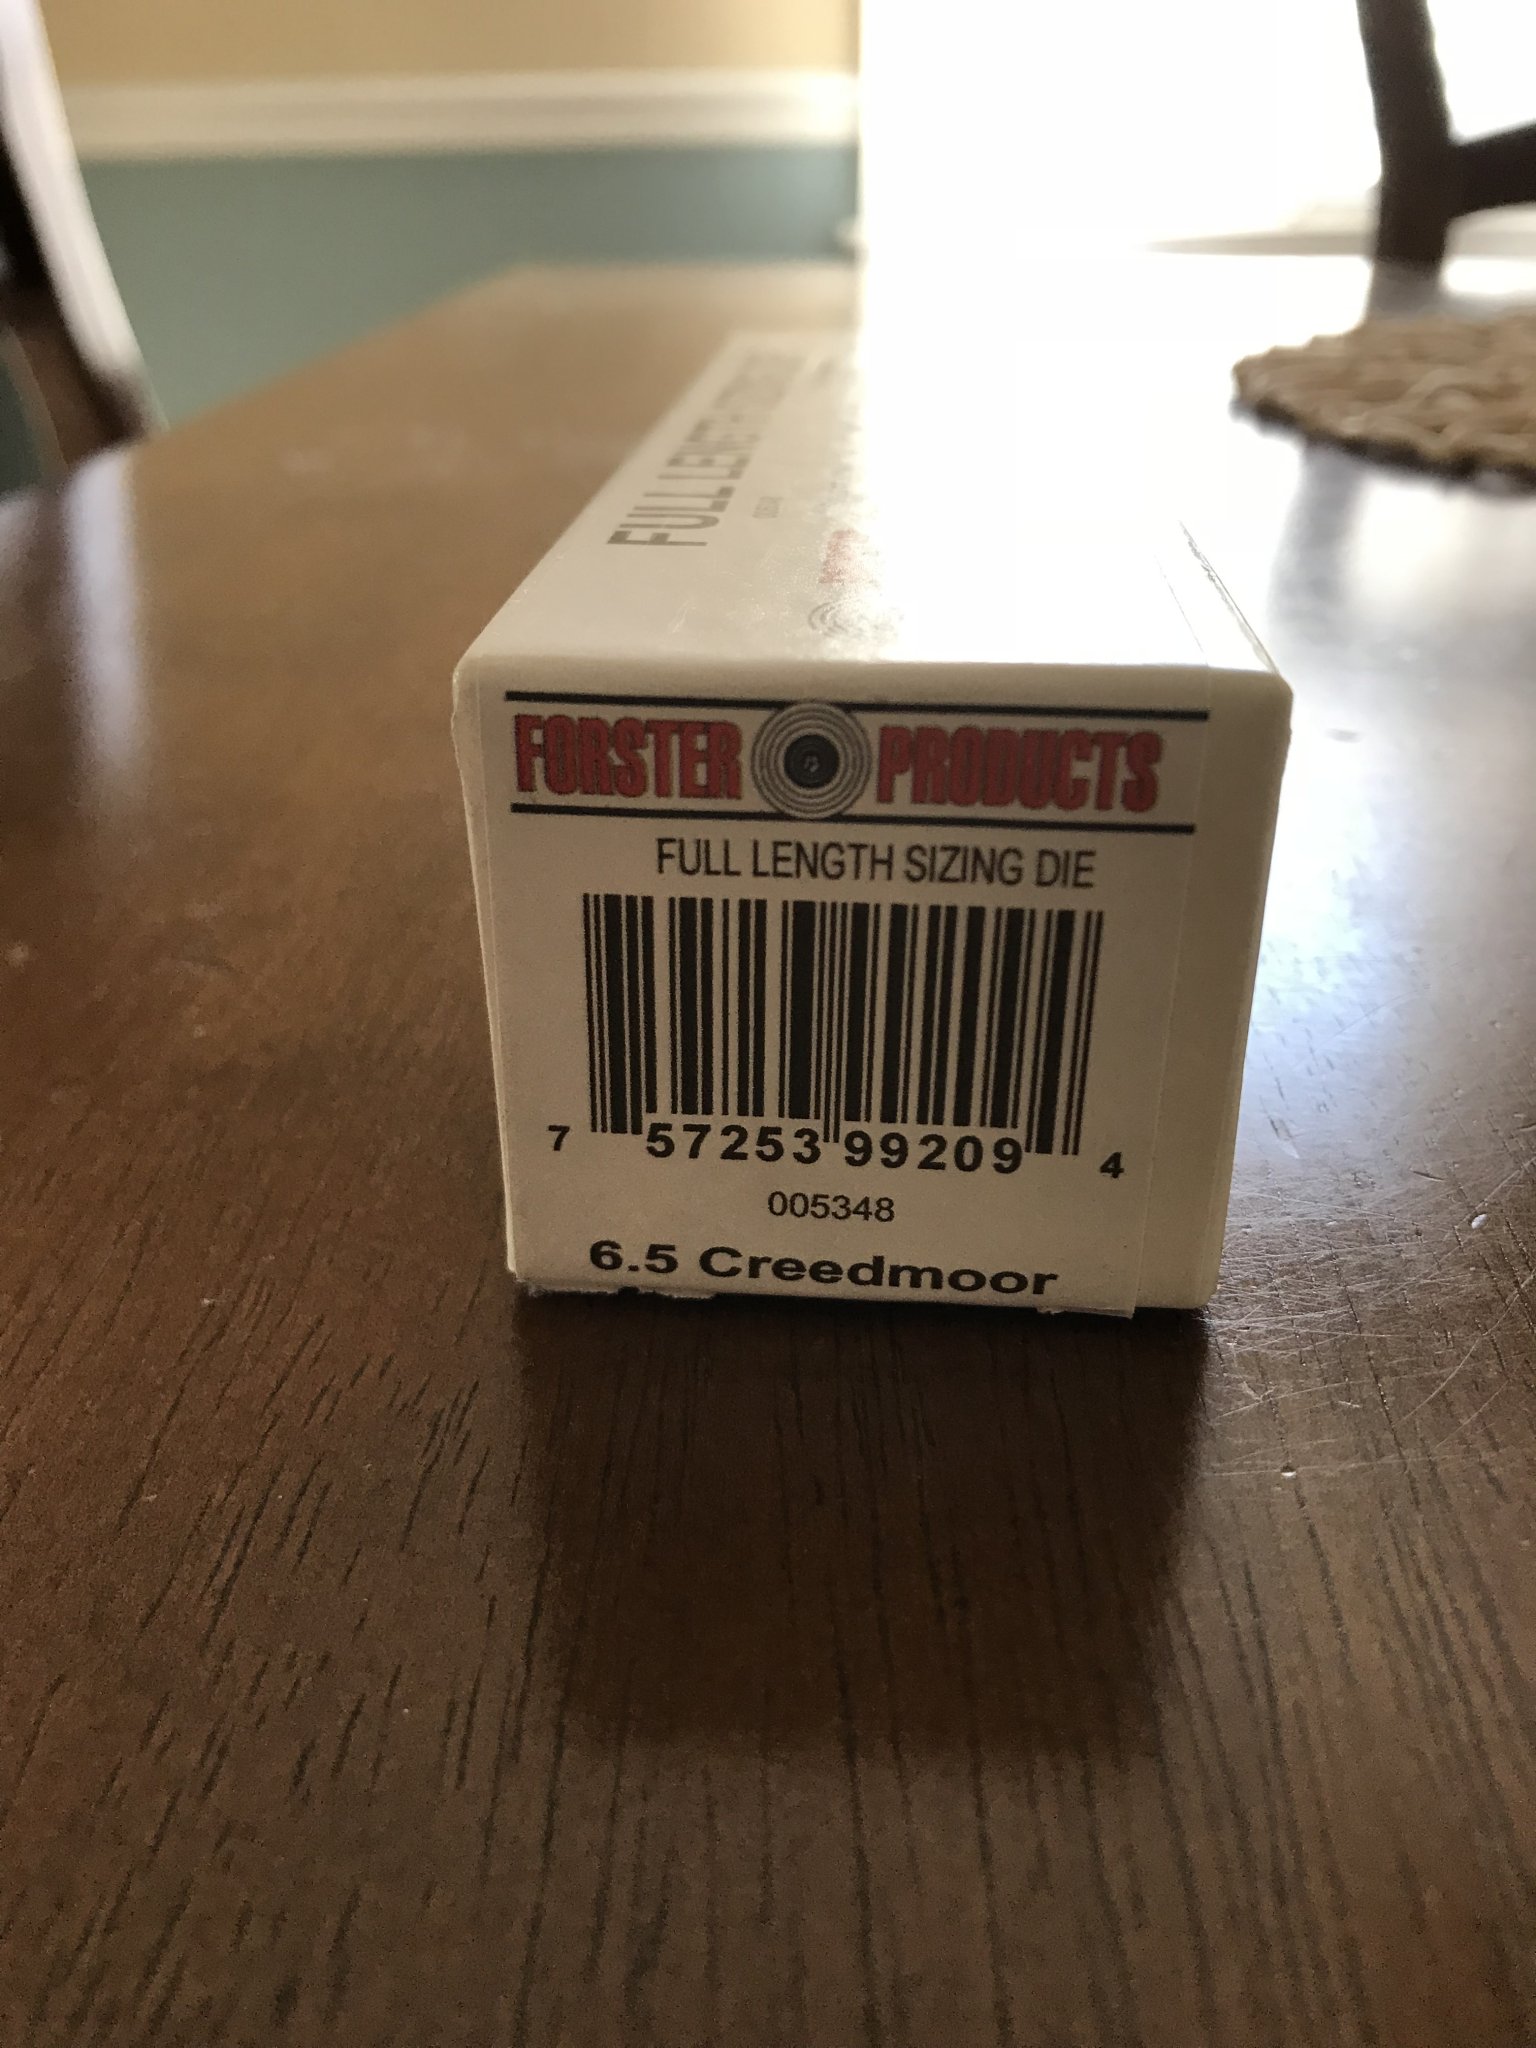 FULL LENGTH
FORSTER PRODUCTS
FULL LENGTH SIZING DIE
7 57253 99209 4
005348
6.5 Creedmoor